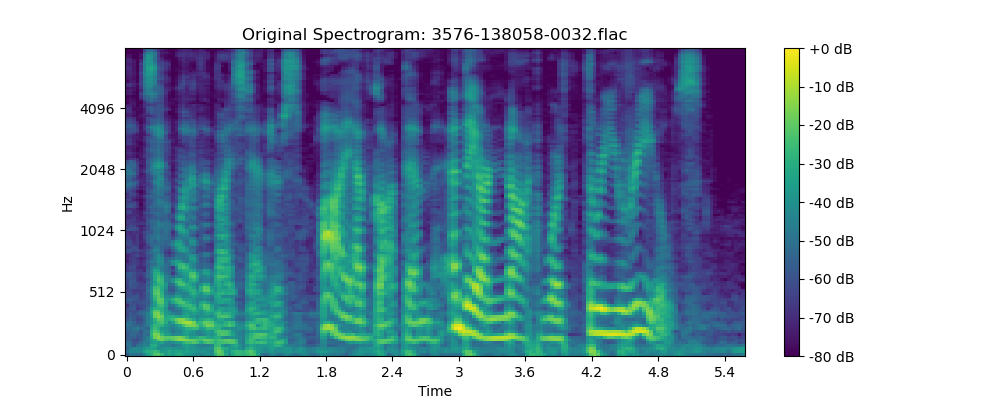 Original Spectrogram: 3576-138058-0032.flac
Hz
4096
2048
1024
512
0
0 0.6 1.2 1.8 2.4 3 3.6 4.2 4.8 5.4
Time
+0 dB
-10 dB
-20 dB
-30 dB
-40 dB
-50 dB
-60 dB
-70 dB
-80 dB